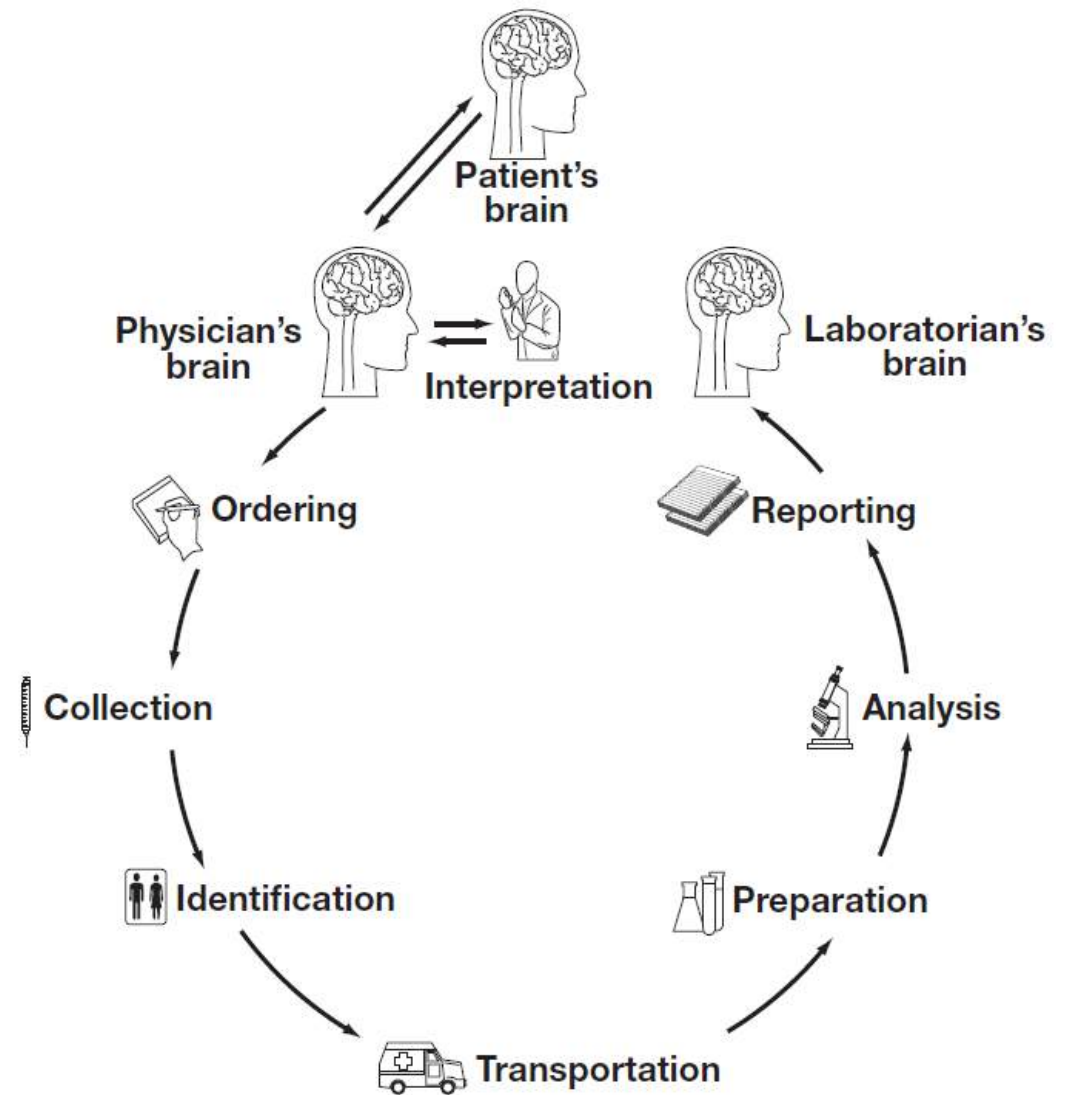 Patient's
brain
Physician's
brain
Interpretation
Laboratorian's
brain
Ordering
Reporting
Collection
Analysis
Identification
Preparation
Transportation